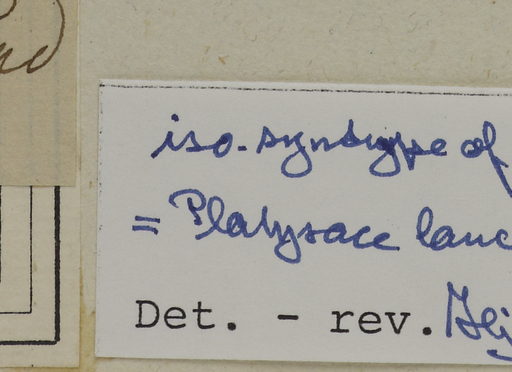 iso-syntype of
= Platysace lanc
Det. - rev.